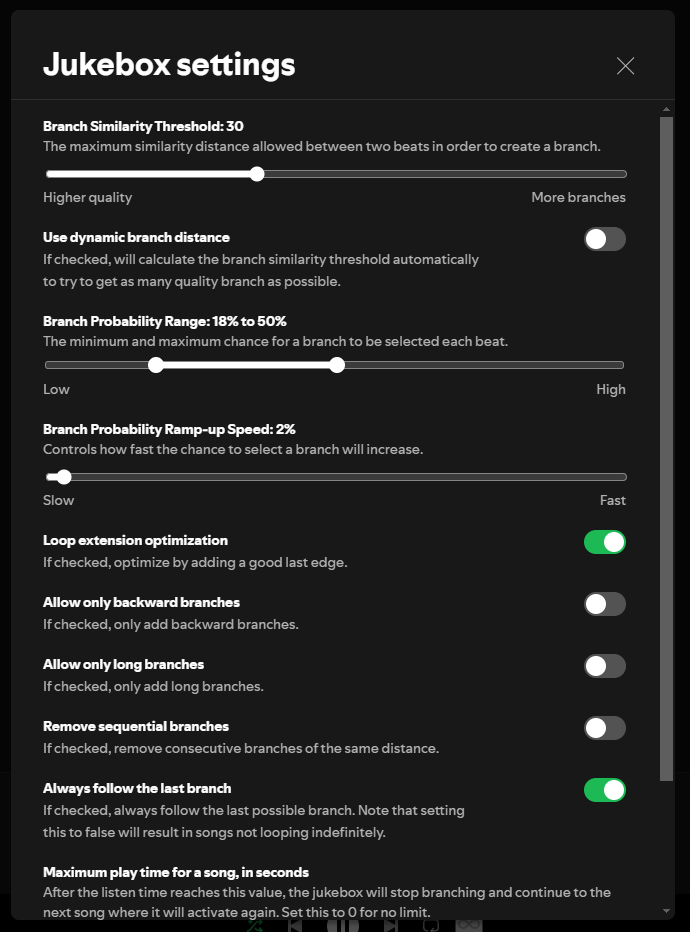 Jukebox settings
Branch Similarity Threshold: 30
The maximum similarity distance allowed between two beats in order to create a branch.
Higher quality
More branches
Use dynamic branch distance
If checked, will calculate the branch similarity threshold automatically
to try to get as many quality branch as possible.
Branch Probability Range: 18% to 50%
The minimum and maximum chance for a branch to be selected each beat.
Low
High
Branch Probability Ramp-up Speed: 2%
Controls how fast the chance to select a branch will increase.
Slow
Fast
Loop extension optimization
If checked, optimize by adding a good last edge.
Allow only backward branches
If checked, only add backward branches.
Allow only long branches
If checked, only add long branches.
Remove sequential branches
If checked, remove consecutive branches of the same distance.
Always follow the last branch
If checked, always follow the last possible branch. Note that setting
this to false will result in songs not looping indefinitely.
Maximum play time for a song, in seconds
After the listen time reaches this value, the jukebox will stop branching and continue to the
next song where it will activate again. Set this to 0 for no limit.